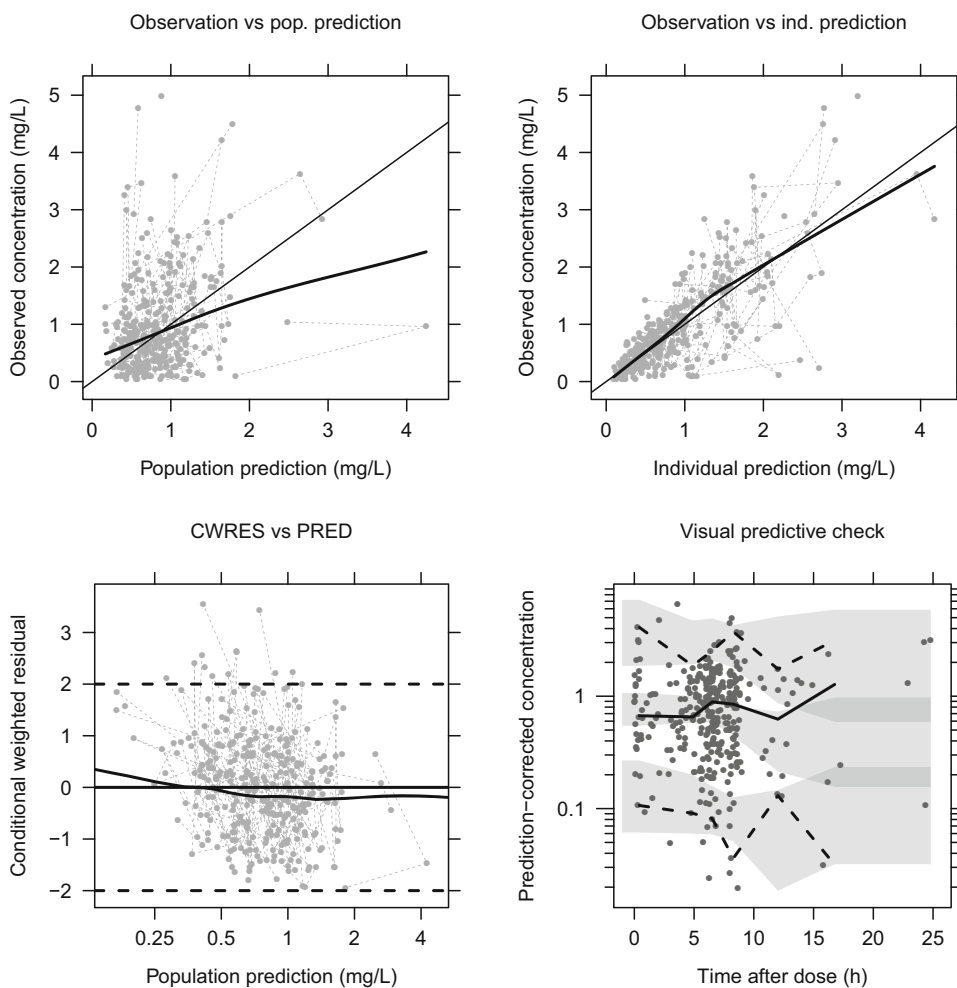 Observation vs pop. prediction
Observed concentration (mg/L)
5
4
3
2
1
0
0 1 2 3 4
Population prediction (mg/L)
Observation vs ind. prediction
Observed concentration (mg/L)
5
4
3
2
1
0
0 1 2 3 4
Individual prediction (mg/L)
CWRES vs PRED
Conditional weighted residual
3
2
1
0
−1
−2
0.25 0.5 1 2 4
Population prediction (mg/L)
Visual predictive check
Prediction−corrected concentration
1
0.1
0 5 10 15 20 25
Time after dose (h)